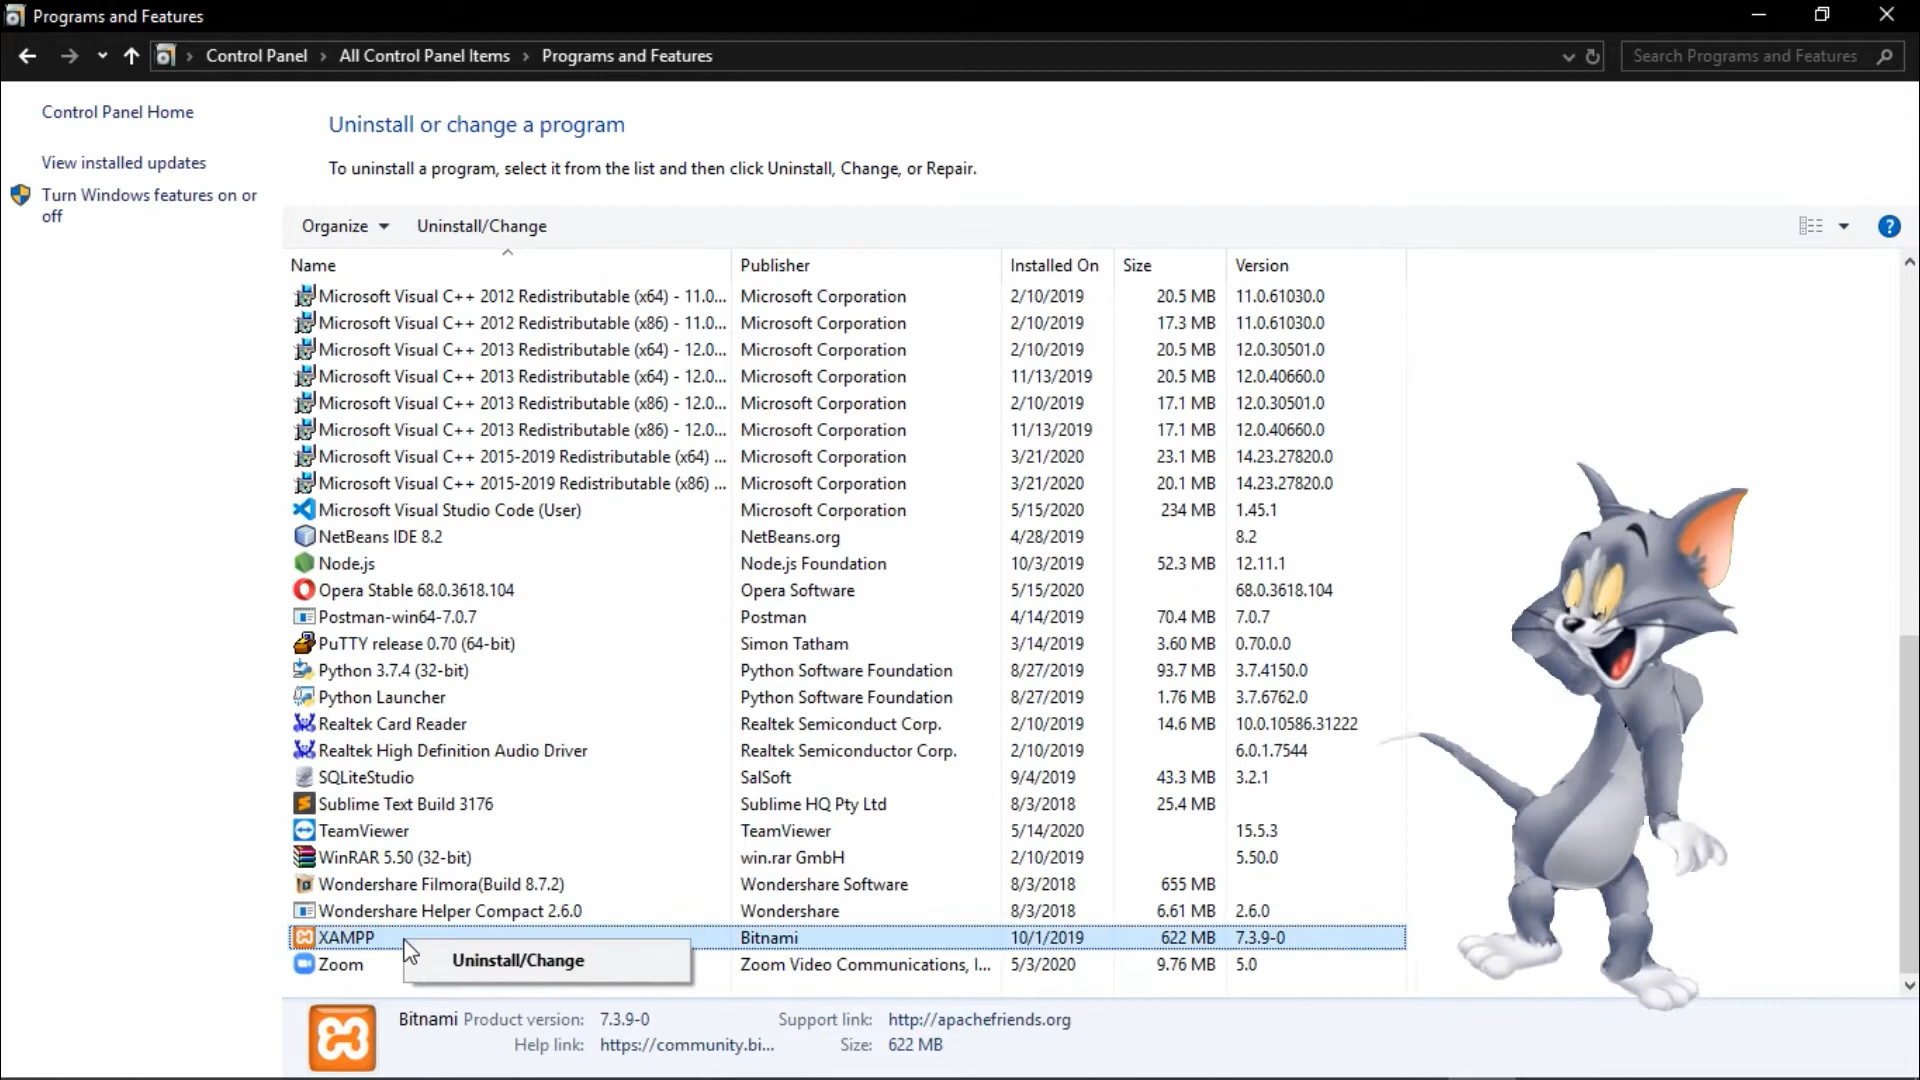 Programs and Features
Control Panel > All Control Panel Items > Programs and Features
Search Programs and Features
Control Panel Home
View installed updates
Turn Windows features on or
off
Uninstall or change a program
To uninstall a program, select it from the list and then click Uninstall, Change, or Repair.
Organize Uninstall/Change
Name Publisher Installed On Size Version
Microsoft Visual C++ 2012 Redistributable (x64) - 11.0... Microsoft Corporation 2/10/2019 20.5 MB 11.0.61030.0
Microsoft Visual C++ 2012 Redistributable (x86) - 11.0... Microsoft Corporation 2/10/2019 17.3 MB 11.0.61030.0
Microsoft Visual C++ 2013 Redistributable (x64) - 12.0... Microsoft Corporation 2/10/2019 20.5 MB 12.0.30501.0
Microsoft Visual C++ 2013 Redistributable (x64) - 12.0... Microsoft Corporation 11/13/2019 20.5 MB 12.0.40660.0
Microsoft Visual C++ 2013 Redistributable (x86) - 12.0... Microsoft Corporation 2/10/2019 17.1 MB 12.0.30501.0
Microsoft Visual C++ 2013 Redistributable (x86) - 12.0... Microsoft Corporation 11/13/2019 17.1 MB 12.0.40660.0
Microsoft Visual C++ 2015-2019 Redistributable (x64) ... Microsoft Corporation 3/21/2020 23.1 MB 14.23.27820.0
Microsoft Visual C++ 2015-2019 Redistributable (x86) ... Microsoft Corporation 3/21/2020 20.1 MB 14.23.27820.0
Microsoft Visual Studio Code (User) Microsoft Corporation 5/15/2020 234 MB 1.45.1
NetBeans IDE 8.2 NetBeans.org 4/28/2019 8.2
Node.js Node.js Foundation 10/3/2019 52.3 MB 12.11.1
Opera Stable 68.0.3618.104 Opera Software 5/15/2020 68.0.3618.104
Postman-win64-7.0.7 Postman 4/14/2019 70.4 MB 7.0.7
PuTTY release 0.70 (64-bit) Simon Tatham 3/14/2019 3.60 MB 0.70.0.0
Python 3.7.4 (32-bit) Python Software Foundation 8/27/2019 93.7 MB 3.7.4150.0
Python Launcher Python Software Foundation 8/27/2019 1.76 MB 3.7.6762.0
Realtek Card Reader Realtek Semiconduct Corp. 2/10/2019 14.6 MB 10.0.10586.31222
Realtek High Definition Audio Driver Realtek Semiconductor Corp. 2/10/2019 6.0.1.7544
SQLiteStudio SalSoft 9/4/2019 43.3 MB 3.2.1
Sublime Text Build 3176 Sublime HQ Pty Ltd 8/3/2018 25.4 MB
TeamViewer TeamViewer 5/14/2020 15.5.3
WinRAR 5.50 (32-bit) win.rar GmbH 2/10/2019 5.50.0
Wondershare Filmora(Build 8.7.2) Wondershare Software 8/3/2018 655 MB
Wondershare Helper Compact 2.6.0 Wondershare 8/3/2018 6.61 MB 2.6.0
XAMPP Bitnami 10/1/2019 622 MB 7.3.9-0
Uninstall/Change
Zoom Zoom Video Communications, I... 5/3/2020 9.76 MB 5.0
Bitnami Product version: 7.3.9-0 Support link: http://apachefriends.org
Help link: https://community.bi... Size: 622 MB